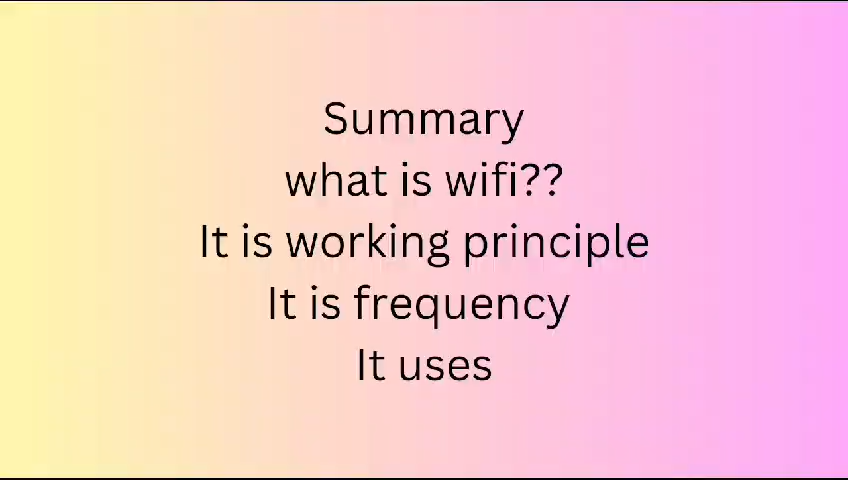 Summary
what is wifi??
It is working principle
It is frequency
It uses